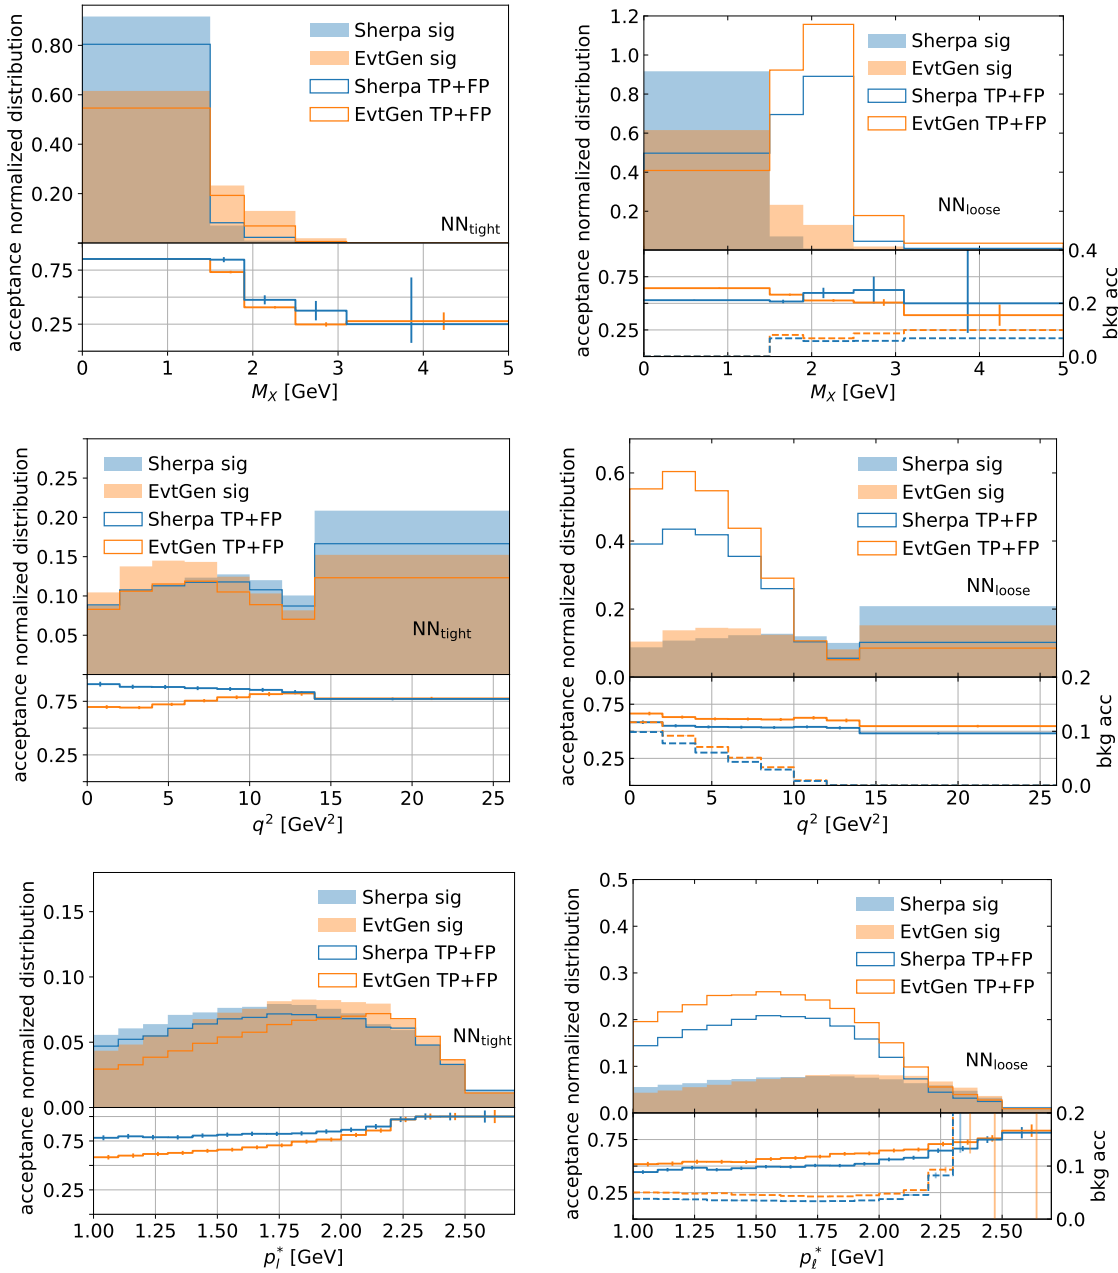 acceptance normalized distribution
0.80
0.60
0.40
0.20
Sherpa sig
EvtGen sig
Sherpa TP+FP
EvtGen TP+FP
NNtight
0.75
0.25
0 1 2 3 4 5
MX [GeV]
acceptance normalized distribution
1.2
1.0
0.8
0.6
0.4
0.2
Sherpa sig
EvtGen sig
Sherpa TP+FP
EvtGen TP+FP
NNloose
0.75
0.25
0.4
0.2
0.0
bkg acc
0 1 2 3 4 5
MX [GeV]
acceptance normalized distribution
0.25
0.20
0.15
0.10
0.05
Sherpa sig
EvtGen sig
Sherpa TP+FP
EvtGen TP+FP
NNtight
0.75
0.25
0 5 10 15 20 25
q² [GeV²]
acceptance normalized distribution
0.6
0.4
0.2
0.0
Sherpa sig
EvtGen sig
Sherpa TP+FP
EvtGen TP+FP
NNloose
0.75
0.25
0.2
0.1
0.0
bkg acc
0 5 10 15 20 25
q² [GeV²]
acceptance normalized distribution
0.15
0.10
0.05
0.00
Sherpa sig
EvtGen sig
Sherpa TP+FP
EvtGen TP+FP
NNtight
0.75
0.25
1.00 1.25 1.50 1.75 2.00 2.25 2.50
p*l [GeV]
acceptance normalized distribution
0.5
0.4
0.3
0.2
0.1
0.0
Sherpa sig
EvtGen sig
Sherpa TP+FP
EvtGen TP+FP
NNloose
0.75
0.25
0.2
0.1
0.0
bkg acc
1.00 1.25 1.50 1.75 2.00 2.25 2.50
p*ℓ [GeV]